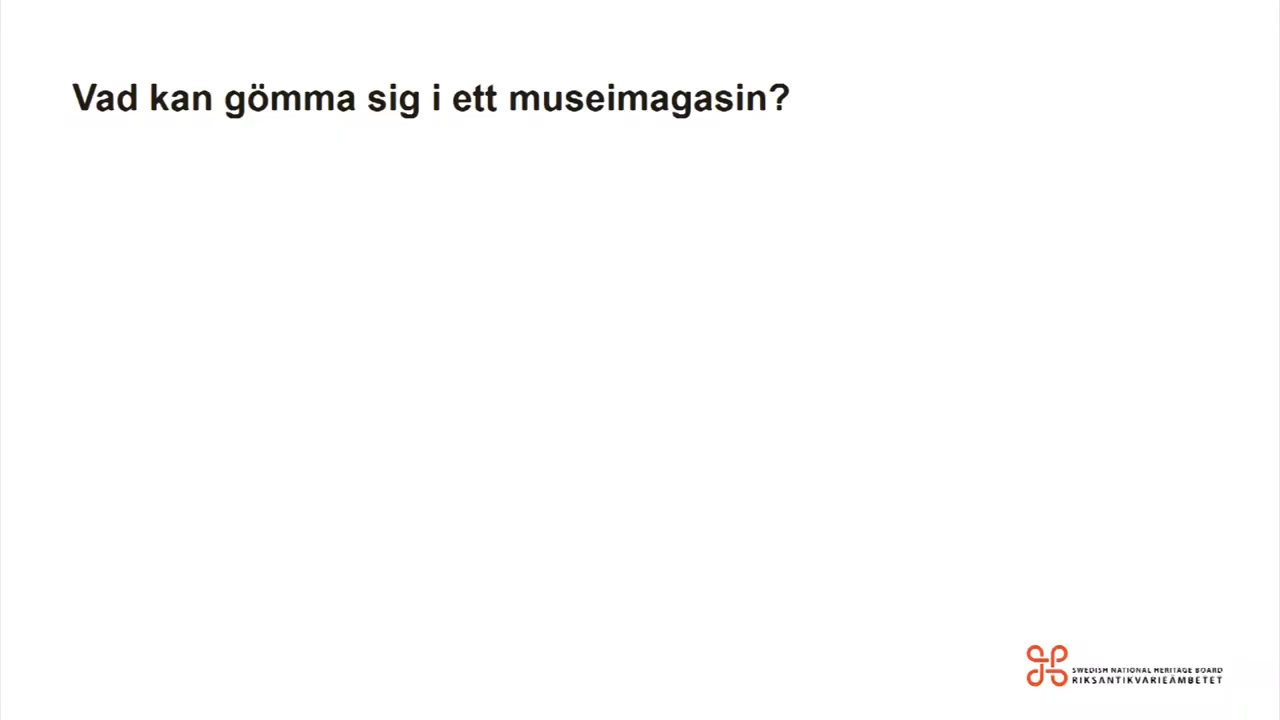 Vad kan gömma sig i ett museimagasin?
SWEDISH NATIONAL HERITAGE BOARD
RIKSANTIKVARIEÄMBETET